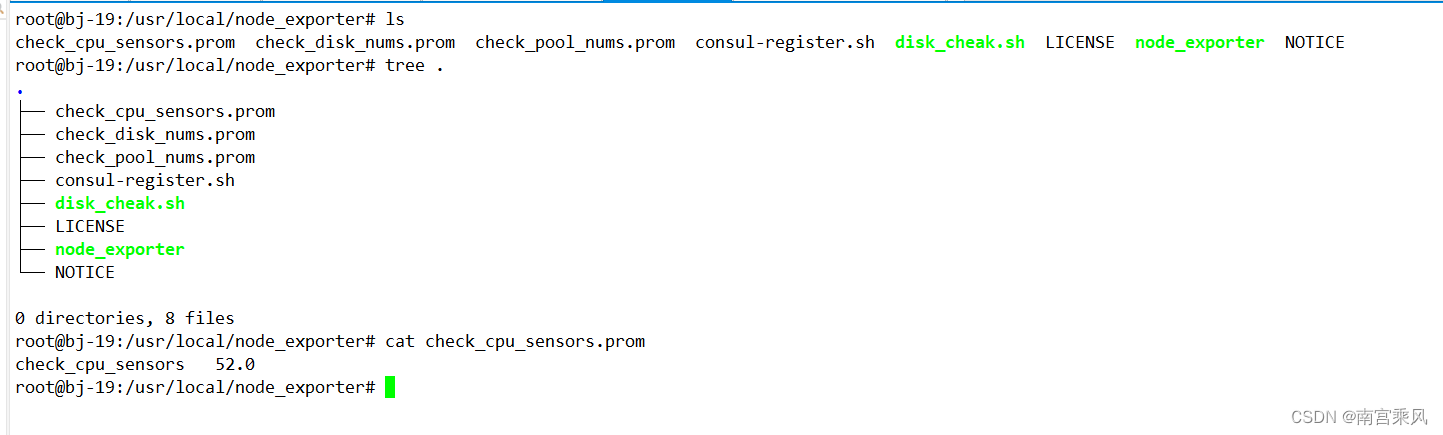 root@bj-19:/usr/local/node_exporter# ls
check_cpu_sensors.prom  check_disk_nums.prom  check_pool_nums.prom  consul-register.sh  disk_cheak.sh  LICENSE  node_exporter  NOTICE
root@bj-19:/usr/local/node_exporter# tree .
.
├── check_cpu_sensors.prom
├── check_disk_nums.prom
├── check_pool_nums.prom
├── consul-register.sh
├── disk_cheak.sh
├── LICENSE
├── node_exporter
└── NOTICE
0 directories, 8 files
root@bj-19:/usr/local/node_exporter# cat check_cpu_sensors.prom
check_cpu_sensors   52.0
root@bj-19:/usr/local/node_exporter#
CSDN @南宫乘风